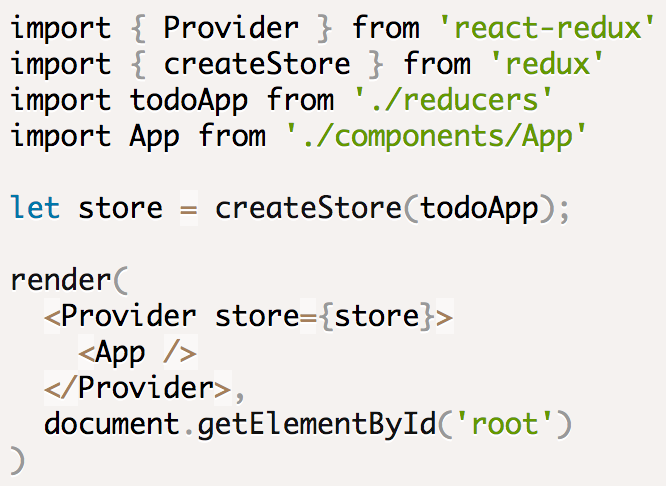 import { Provider } from 'react-redux'
import { createStore } from 'redux'
import todoApp from './reducers'
import App from './components/App'

let store = createStore(todoApp);

render(
  <Provider store={store}>
    <App />
  </Provider>,
  document.getElementById('root')
)